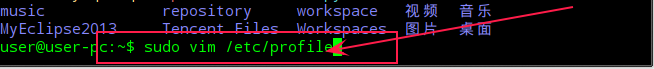 music repository workspace 视频 音乐
MyEclipse2013 Tencent Files Workspaces 图片 桌面
user@user-pc:~$ sudo vim /etc/profile